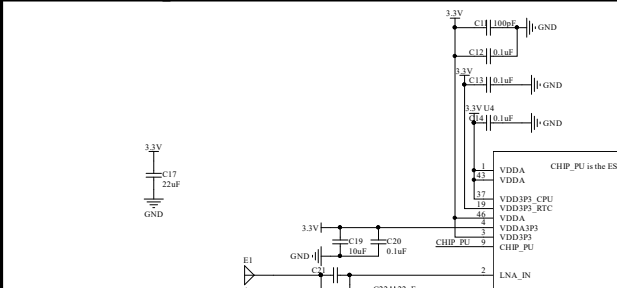 3.3V
C11 100pF
GND
C12 0.1uF
3.3V
C13 0.1uF
GND
3.3V U4
C14 0.1uF
GND
3.3V
C17
22uF
GND
1 VDDA
43 VDDA
37 VDD3P3_CPU
19 VDD3P3_RTC
46 VDDA
4 VDDA3P3
3 VDD3P3
CHIP_PU 9 CHIP_PU
CHIP_PU is the ES
3.3V
C19
10uF
C20
0.1uF
GND
E1
C21
2 LNA_IN